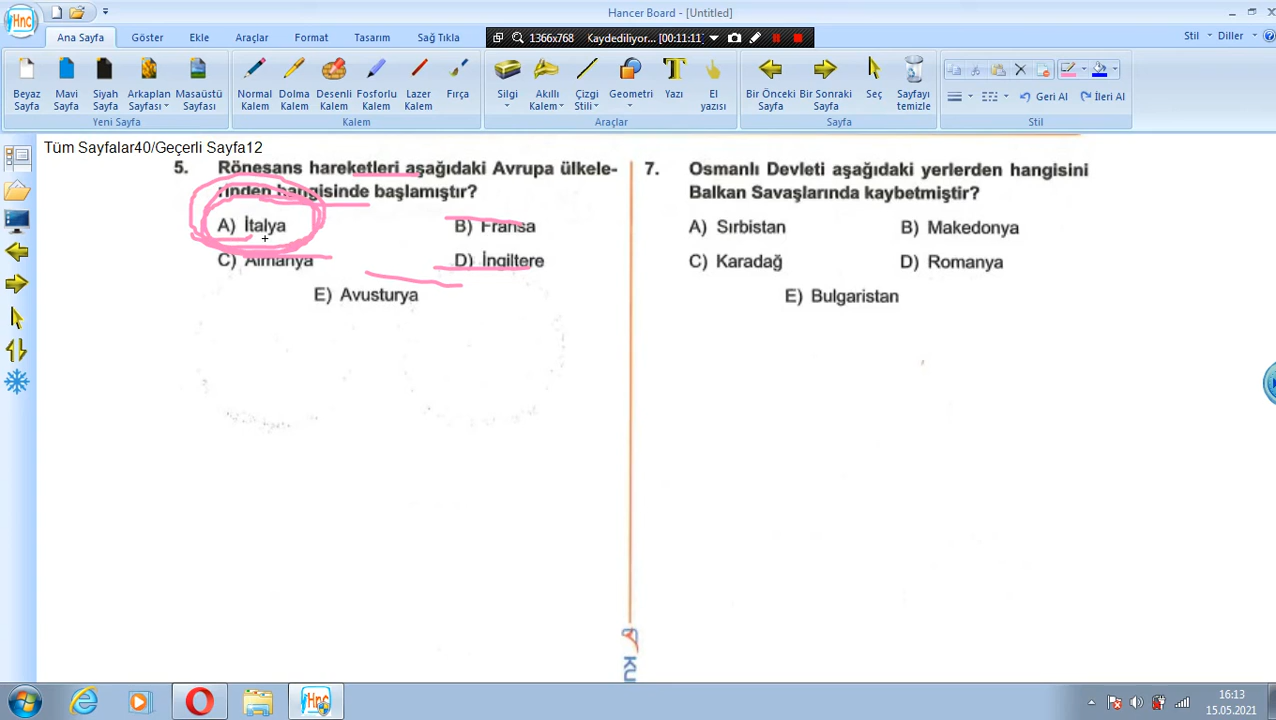 Hnc
Hancer Board - [Untitled]
Ana Sayfa
Göster
Ekle
Araçlar
Format
Tasarım
Sağ Tıkla
1366x768
Kaydediliyor... [00:11:11]
Stil
Diller
Beyaz Sayfa
Mavi Sayfa
Siyah Sayfa
Arkaplan Sayfası
Masaüstü Sayfası
Normal Kalem
Dolma Kalem
Desenli Kalem
Fosforlu Kalem
Lazer Kalem
Fırça
Silgi
Akıllı Kalem
Çizgi Stili
Geometri
Yazı
El yazısı
Bir Önceki Sayfa
Bir Sonraki Sayfa
Seç
Sayfayı temizle
Geri Al
İleri Al
Yeni Sayfa
Kalem
Araçlar
Sayfa
Stil
Tüm Sayfalar40/Geçerli Sayfa12
5. Rönesans hareketleri aşağıdaki Avrupa ülkele-
rinden hangisinde başlamıştır?
A) İtalya
B) Fransa
C) Almanya
D) İngiltere
E) Avusturya
7. Osmanlı Devleti aşağıdaki yerlerden hangisini
Balkan Savaşlarında kaybetmiştir?
A) Sırbistan
B) Makedonya
C) Karadağ
D) Romanya
E) Bulgaristan
KU
Hnc
16:13
15.05.2021